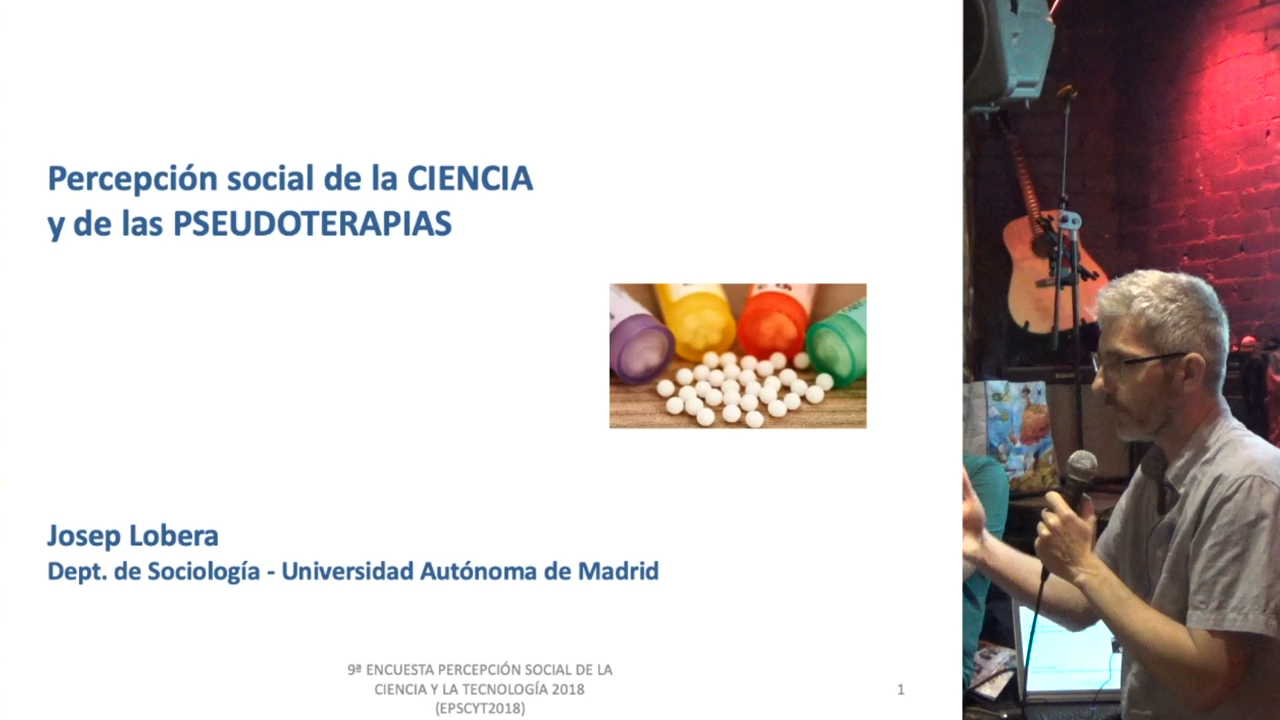 Percepción social de la CIENCIA
y de las PSEUDOTERAPIAS
Josep Lobera
Dept. de Sociología - Universidad Autónoma de Madrid
9ª ENCUESTA PERCEPCIÓN SOCIAL DE LA
CIENCIA Y LA TECNOLOGÍA 2018
(EPSCYT2018)
1